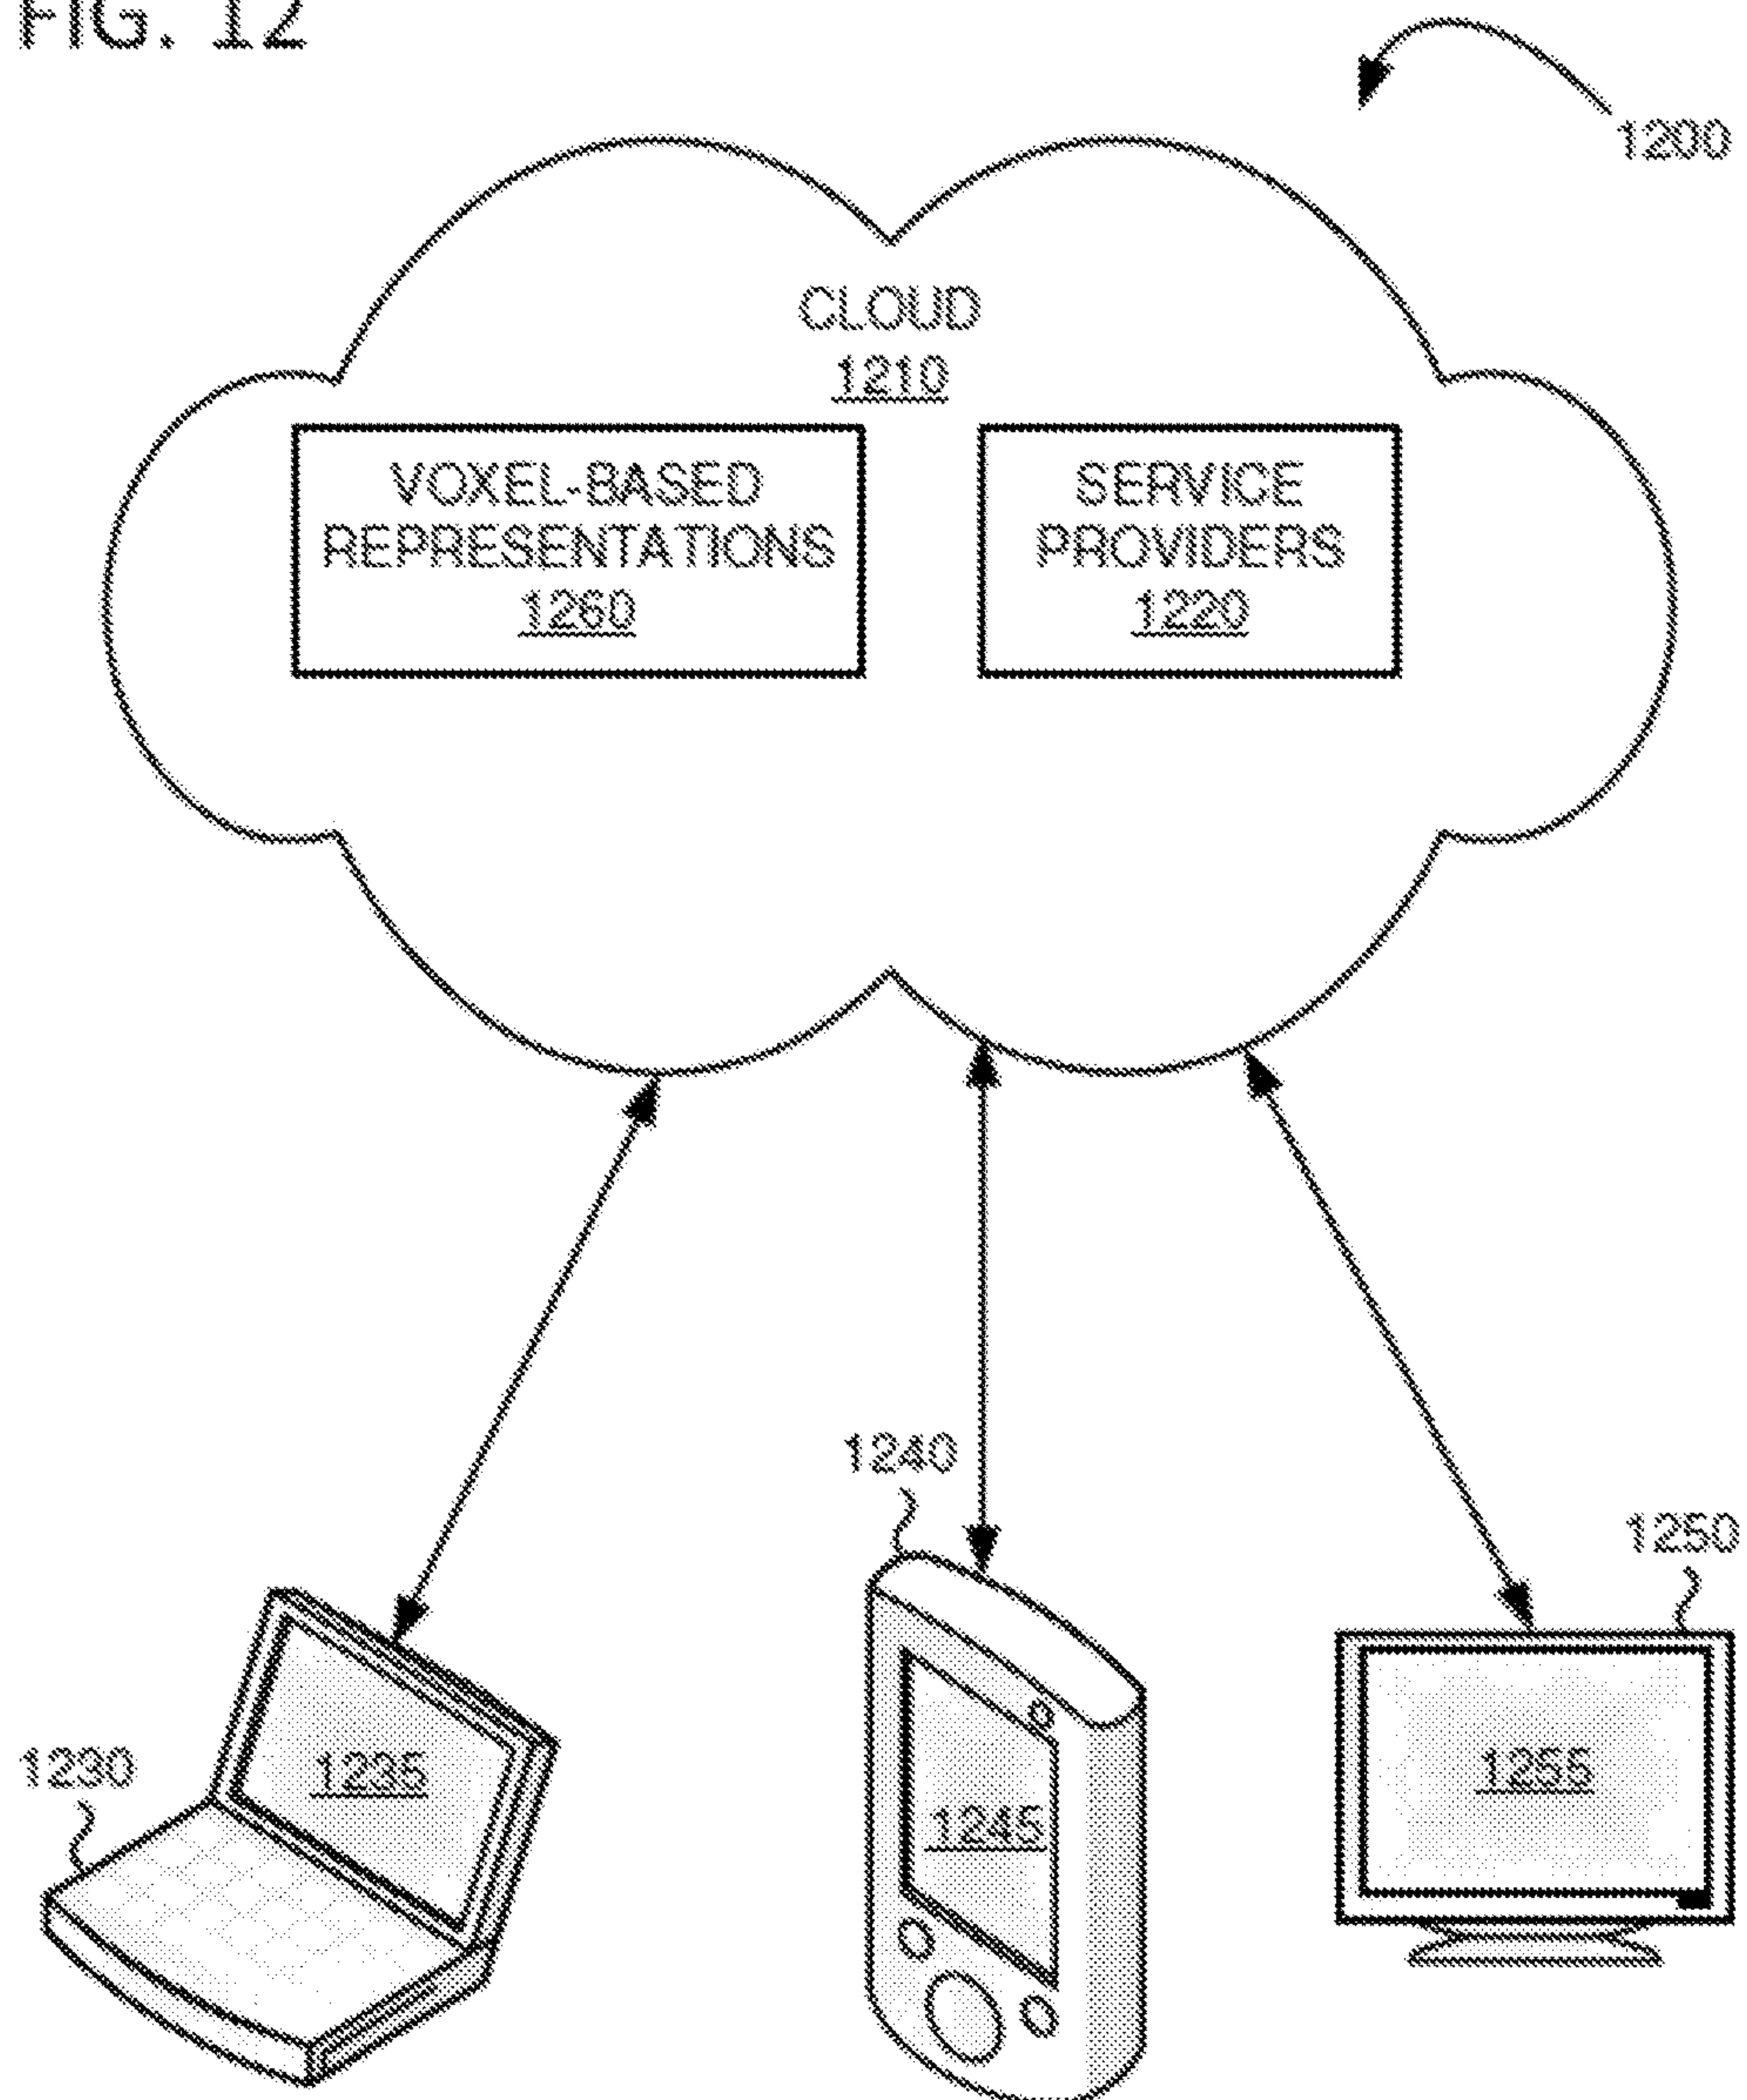 FIG. 12
1200
CLOUD
1210
VOXEL-BASED
REPRESENTATIONS
1260
SERVICE
PROVIDERS
1220
1240
1250
1230
1235
1245
1255